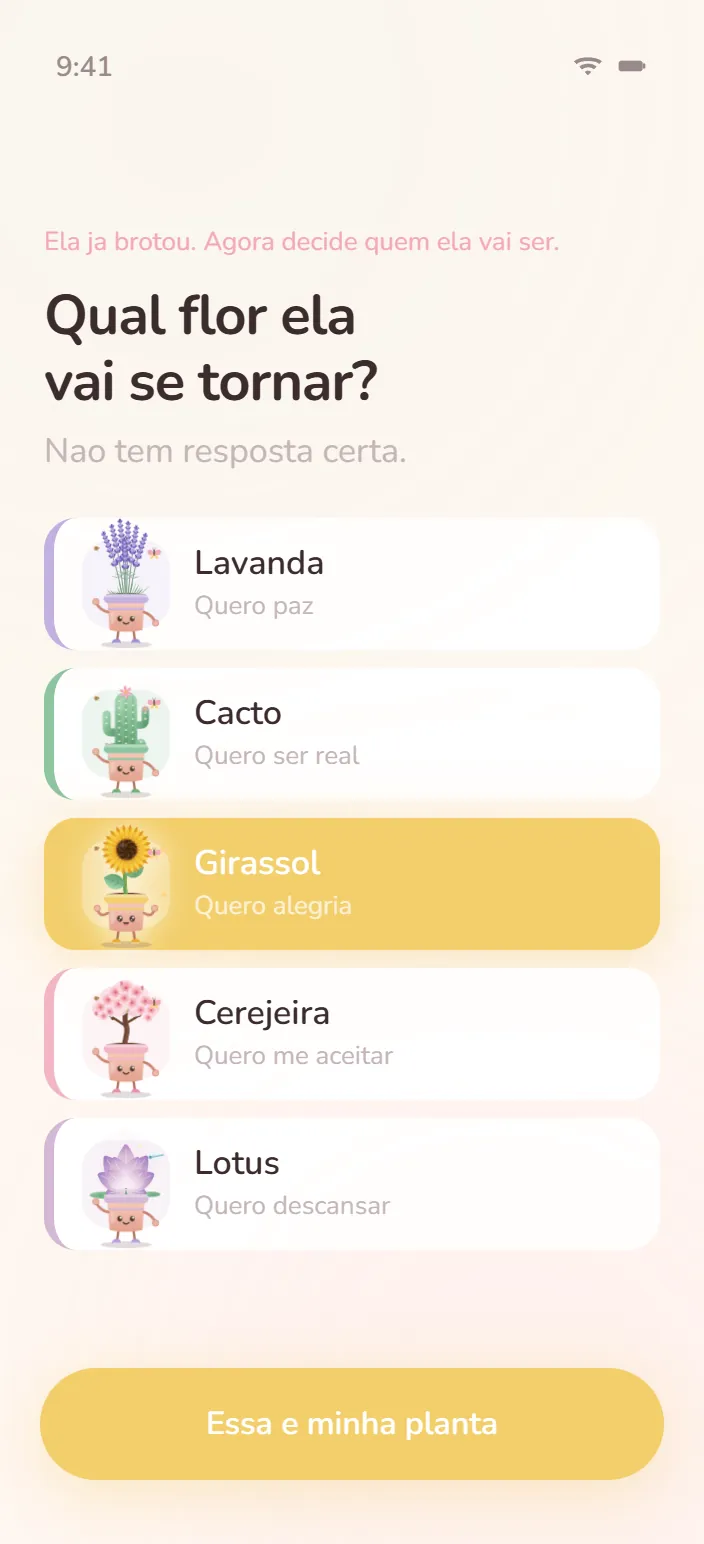 9:41
Ela ja brotou. Agora decide quem ela vai ser.
Qual flor ela
vai se tornar?
Nao tem resposta certa.
Lavanda
Quero paz
Cacto
Quero ser real
Girassol
Quero alegria
Cerejeira
Quero me aceitar
Lotus
Quero descansar
Essa e minha planta